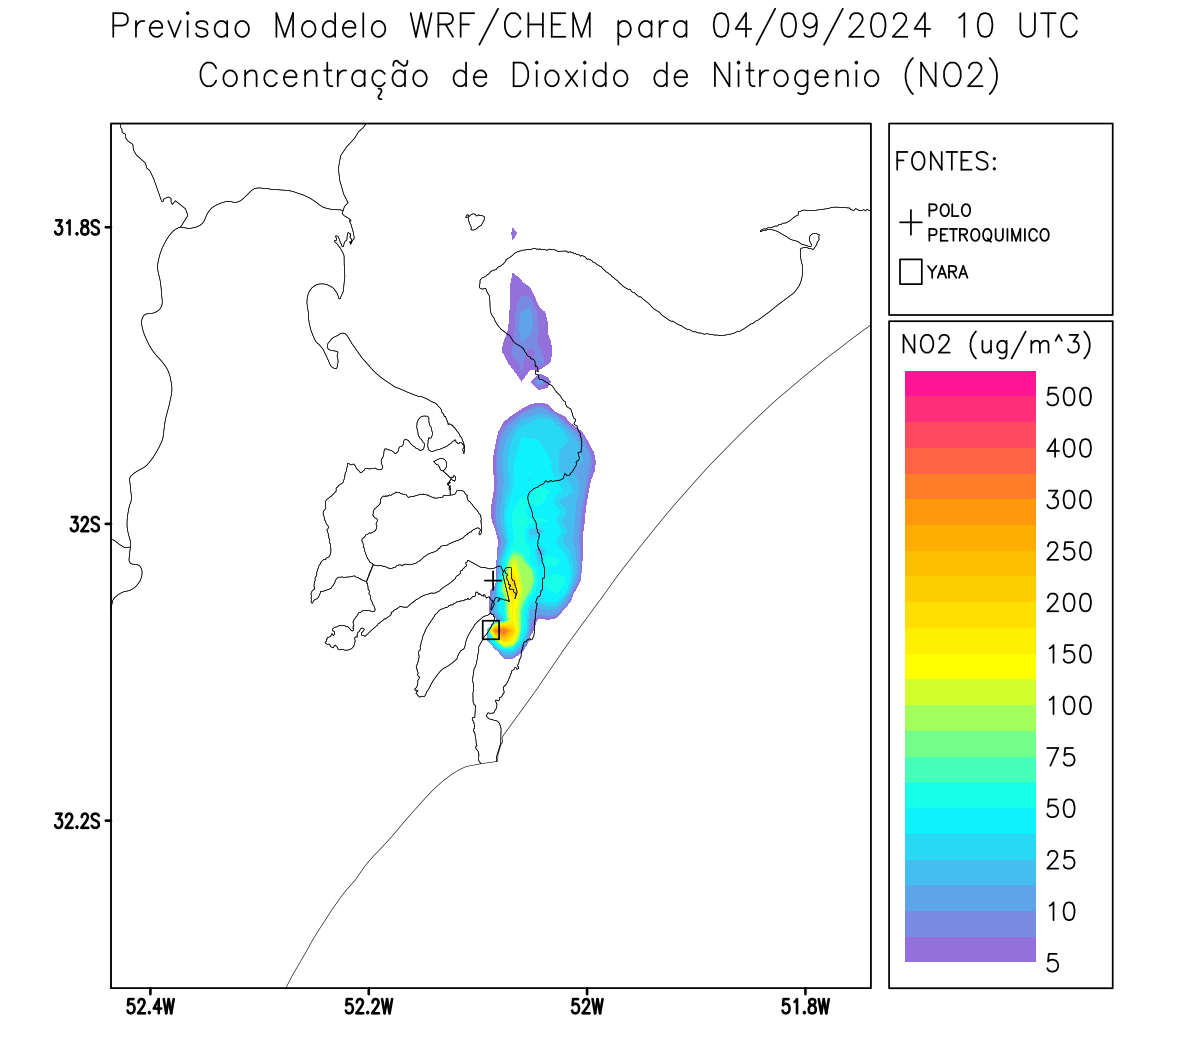 Previsao Modelo WRF/CHEM para 04/09/2024 10 UTC
Concentração de Dioxido de Nitrogenio (NO2)
FONTES:
POLO
PETROQUIMICO
YARA
NO2 (ug/m^3)
500
400
300
250
200
150
100
75
50
25
10
5
31.8S
32S
32.2S
52.4W
52.2W
52W
51.8W